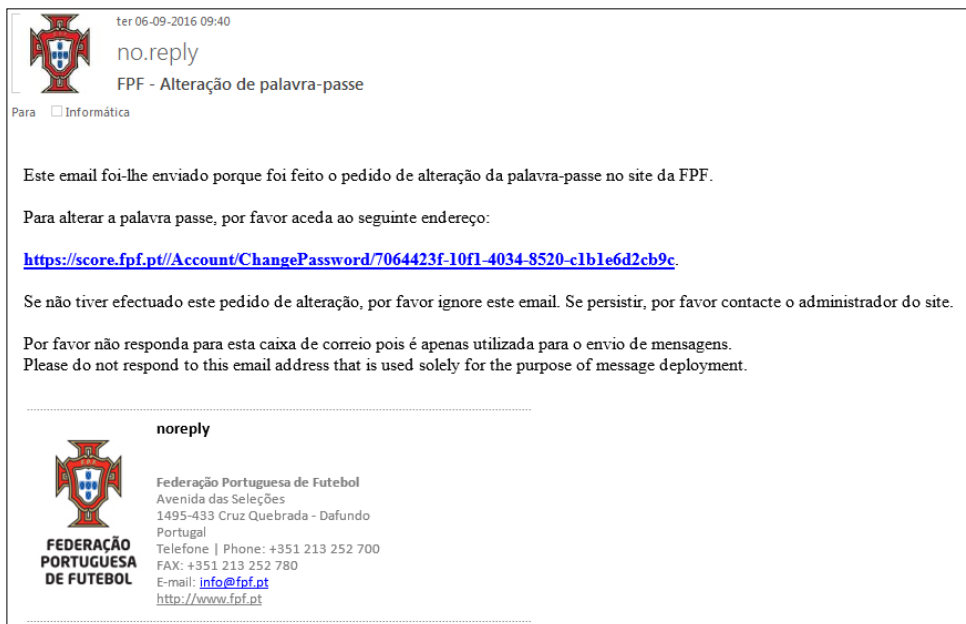 ter 06-09-2016 09:40
no.reply
FPF - Alteração de palavra-passe
Para Informática
Este email foi-lhe enviado porque foi feito o pedido de alteração da palavra-passe no site da FPF.
Para alterar a palavra passe, por favor aceda ao seguinte endereço:
https://score.fpf.pt//Account/ChangePassword/7064423f-10f1-4034-8520-c1b1e6d2cb9c.
Se não tiver efectuado este pedido de alteração, por favor ignore este email. Se persistir, por favor contacte o administrador do site.
Por favor não responda para esta caixa de correio pois é apenas utilizada para o envio de mensagens.
Please do not respond to this email address that is used solely for the purpose of message deployment.
noreply
FEDERAÇÃO
PORTUGUESA
DE FUTEBOL
Federação Portuguesa de Futebol
Avenida das Seleções
1495-433 Cruz Quebrada - Dafundo
Portugal
Telefone | Phone: +351 213 252 700
FAX: +351 213 252 780
E-mail: info@fpf.pt
http://www.fpf.pt